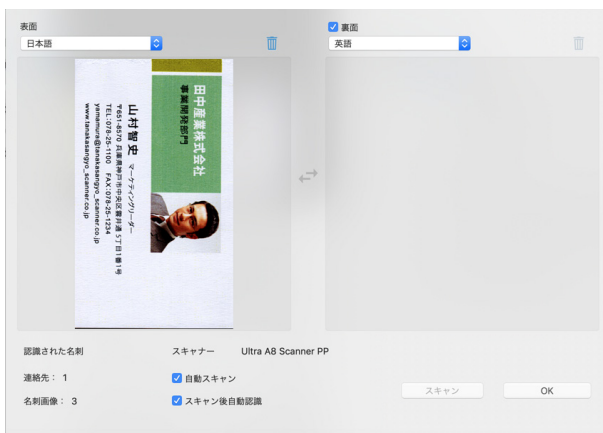 表面
日本語
裏面
英語
田中産業株式会社
事業開発部門
山村智史 マーケティングリーダー
〒651-8570 兵庫県神戸市中央区雲井通 5丁目1番1号
TEL:078-25-1100 FAX:078-25-1234
yamamura@tanakasangyo_scanner.co.jp
www.tanakasangyo_scanner.co.jp
認識された名刺
スキャナー Ultra A8 Scanner PP
連絡先： 1
自動スキャン
名刺画像： 3
スキャン後自動認識
スキャン
OK